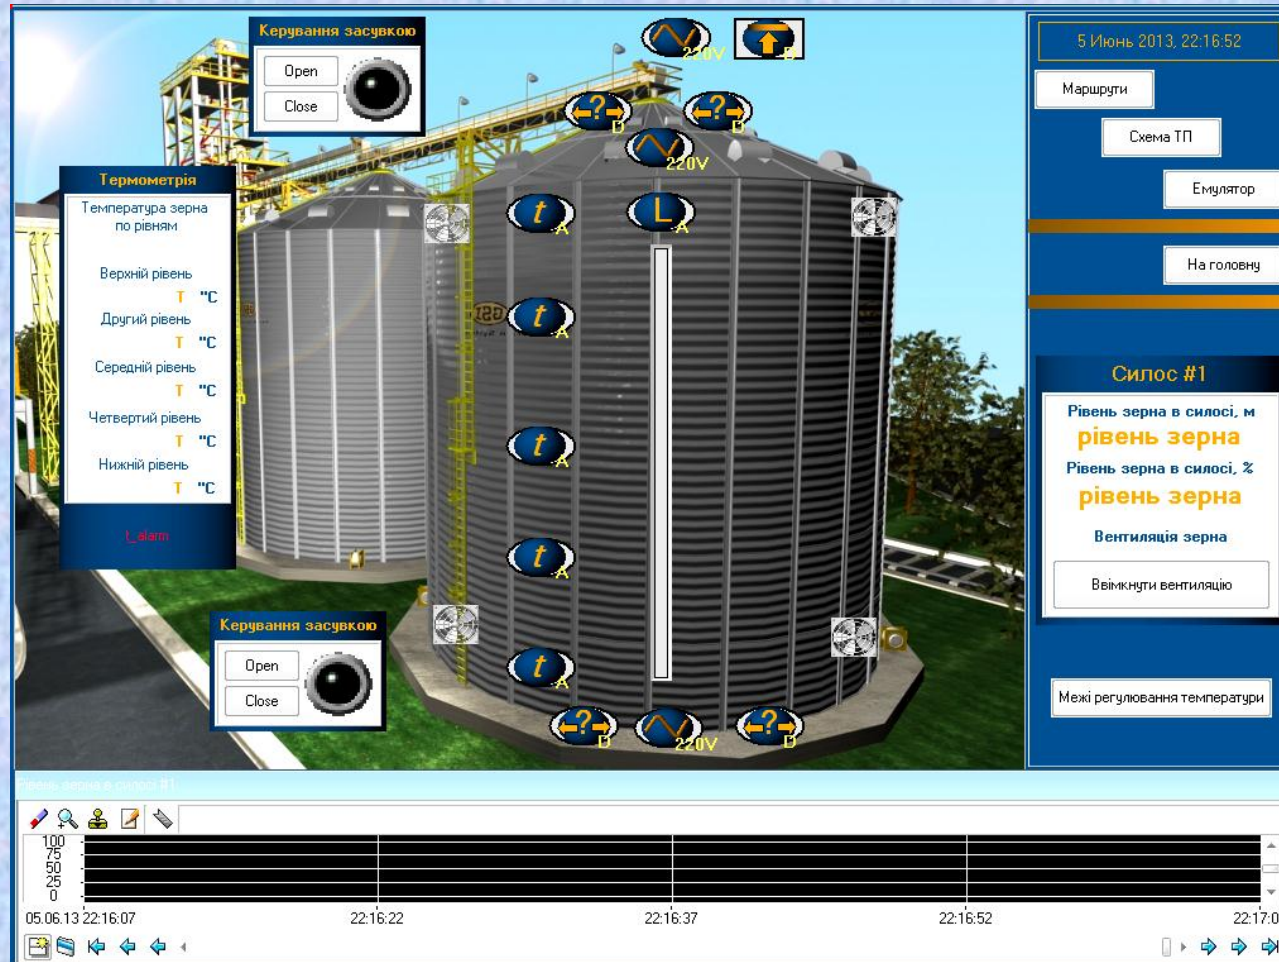 Керування засувкою
Open
Close
220V
D
5 Июнь 2013, 22:16:52
Маршрути
Схема ТП
Емулятор
На головну
? D
? D
220V
Термометрія
Температура зерна
по рівням
Верхній рівень
T °C
Другий рівень
T °C
Середній рівень
T °C
Четвертий рівень
T °C
Нижній рівень
T °C
t_alarm
t A
L A
t A
t A
t A
t A
GSI
Силос #1
Рівень зерна в силосі, м
рівень зерна
Рівень зерна в силосі, %
рівень зерна
Вентиляція зерна
Ввімкнути вентиляцію
Межі регулювання температури
Керування засувкою
Open
Close
? D
220V
? D
Рівень зерна в силосі #1
100
75
50
25
0
05.06.13 22:16:07
22:16:22
22:16:37
22:16:52
22:17:0